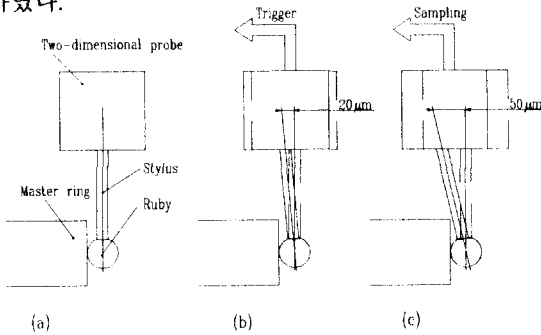 Trigger
Sampling
Two-dimensional probe
20μm
50μm
Stylus
Master ring
Ruby
(a)
(b)
(c)